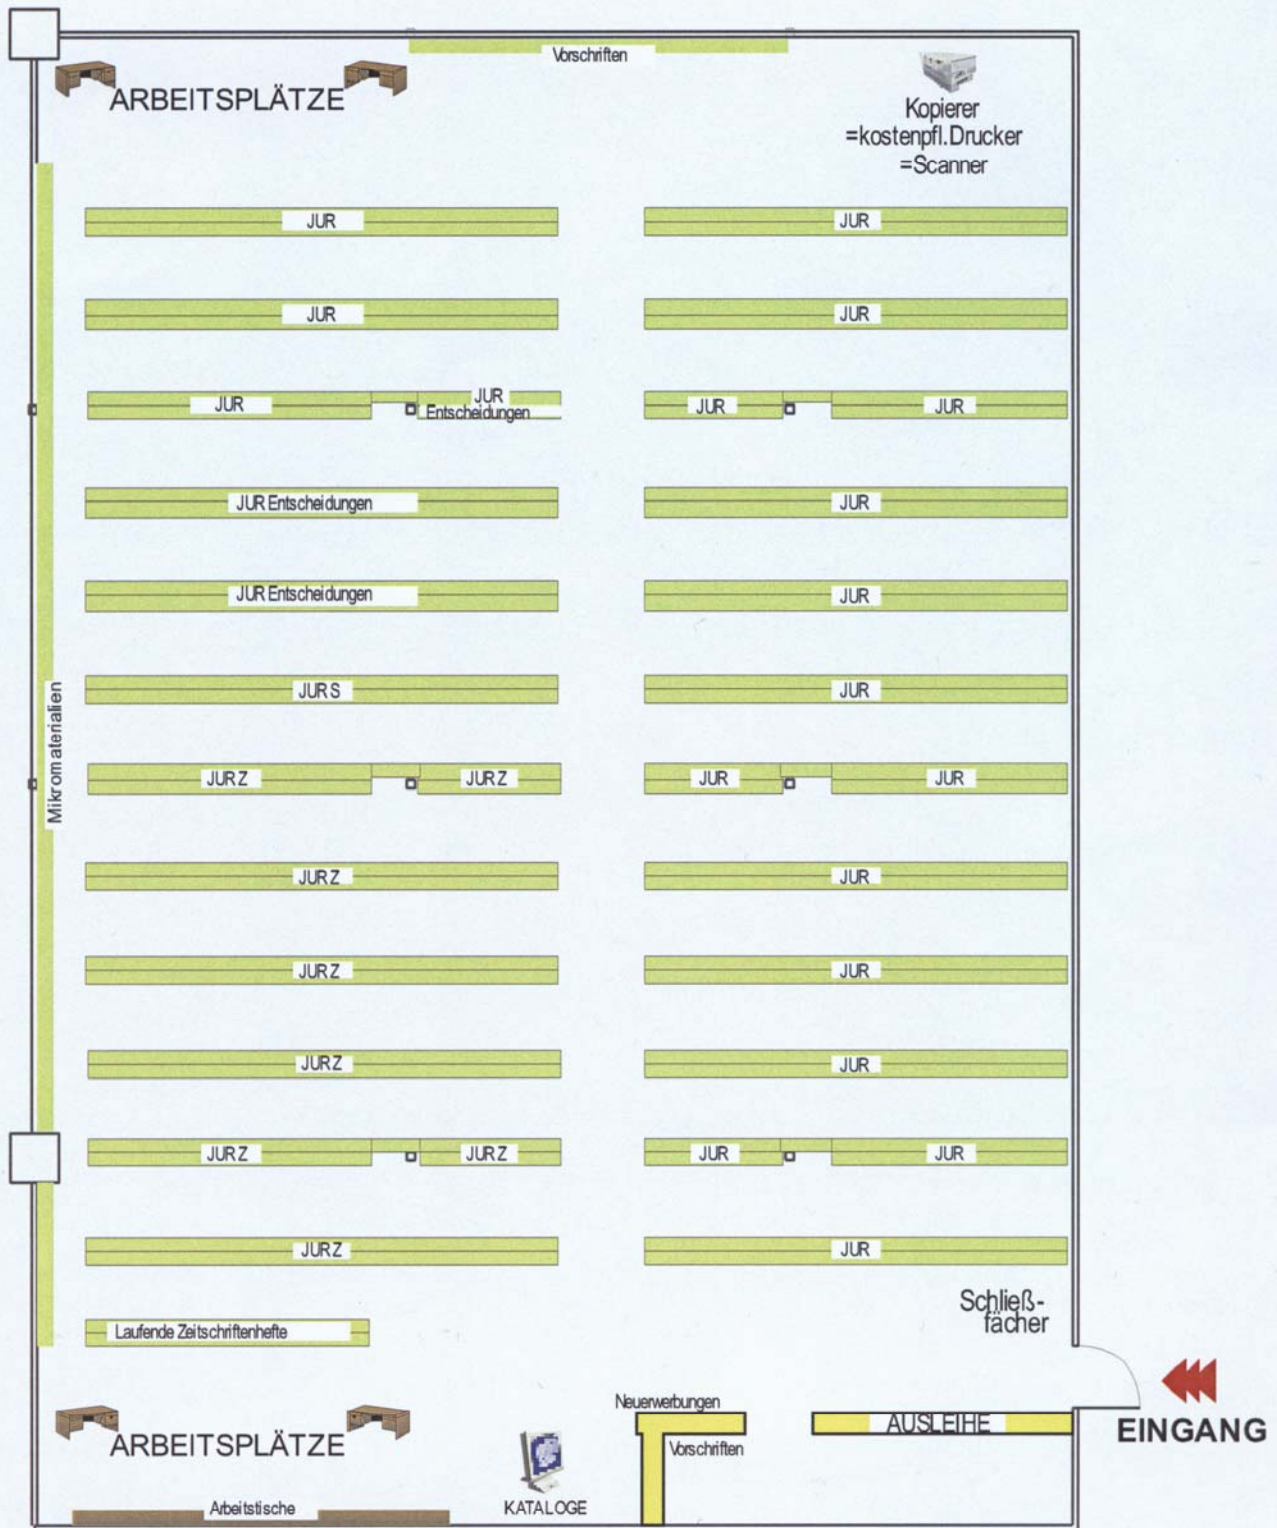 Vorschriften
ARBEITSPLÄTZE
Kopierer
=kostenpfl.Drucker
=Scanner
JUR
JUR
JUR
JUR
JUR
JUR
Entscheidungen
JUR
JUR
JUR Entscheidungen
JUR
JUR Entscheidungen
JUR
JUR S
JUR
Mikromaterialien
JUR Z
JUR Z
JUR
JUR
JUR Z
JUR
JUR Z
JUR
JUR Z
JUR
JUR Z
JUR Z
JUR
JUR
JUR Z
JUR
Schließ-
fächer
Laufende Zeitschriftenhefte
Neuerwerbungen
AUSLEIHE
EINGANG
ARBEITSPLÄTZE
Vorschriften
Arbeitstische
KATALOGE